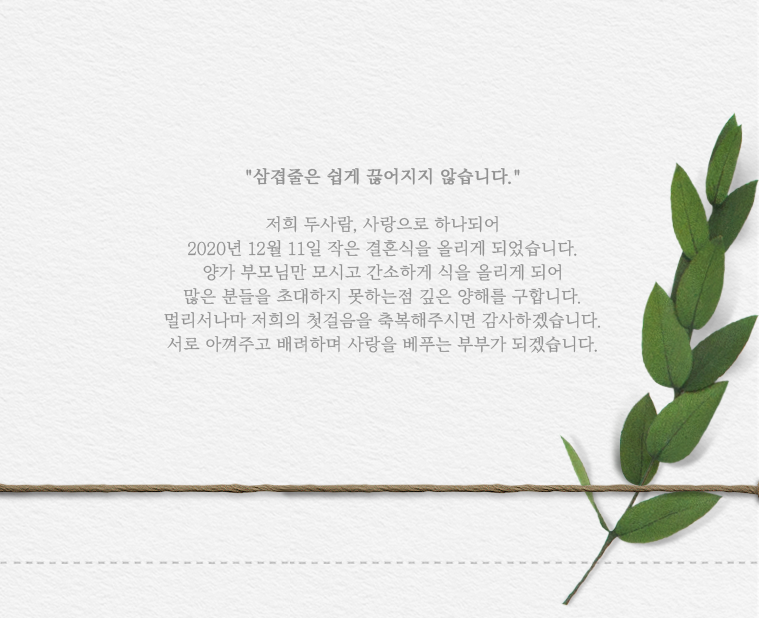 "삼겹줄은 쉽게 끊어지지 않습니다."
저희 두사람, 사랑으로 하나되어
2020년 12월 11일 작은 결혼식을 올리게 되었습니다.
양가 부모님만 모시고 간소하게 식을 올리게 되어
많은 분들을 초대하지 못하는점 깊은 양해를 구합니다.
멀리서나마 저희의 첫걸음을 축복해주시면 감사하겠습니다.
서로 아껴주고 배려하며 사랑을 베푸는 부부가 되겠습니다.